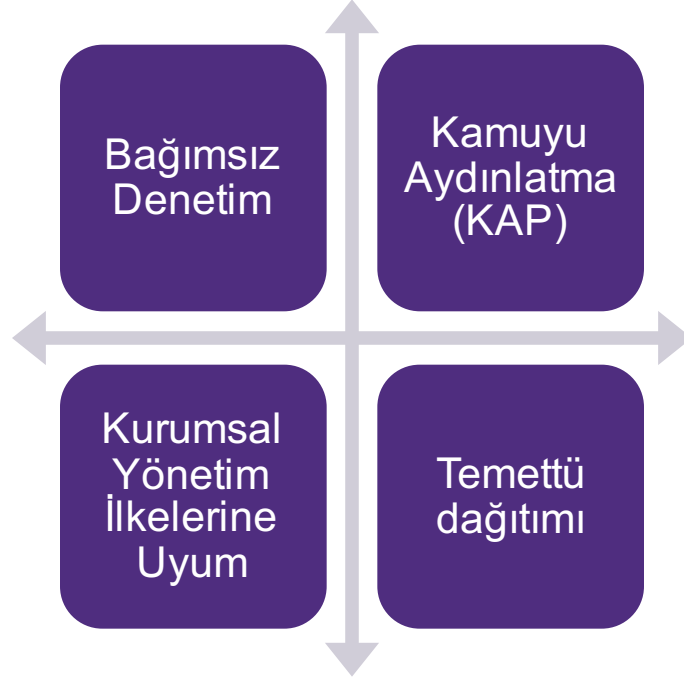 Bağımsız
Denetim
Kamuyu
Aydınlatma
(KAP)
Kurumsal
Yönetim
İlkelerine
Uyum
Temettü
dağıtımı